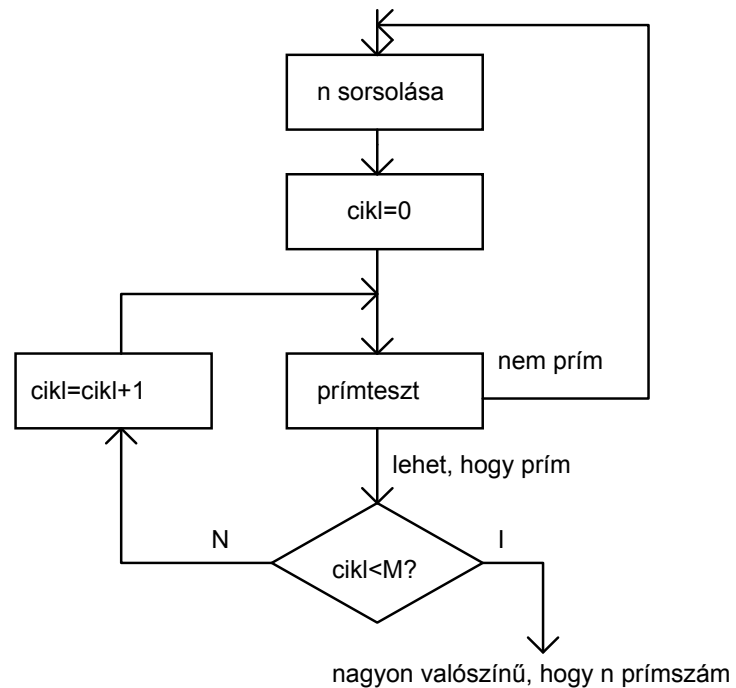 n sorsolása
cikl=0
cikl=cikl+1
prímteszt
nem prím
lehet, hogy prím
N
cikl<M?
I
nagyon valószínű, hogy n prímszám